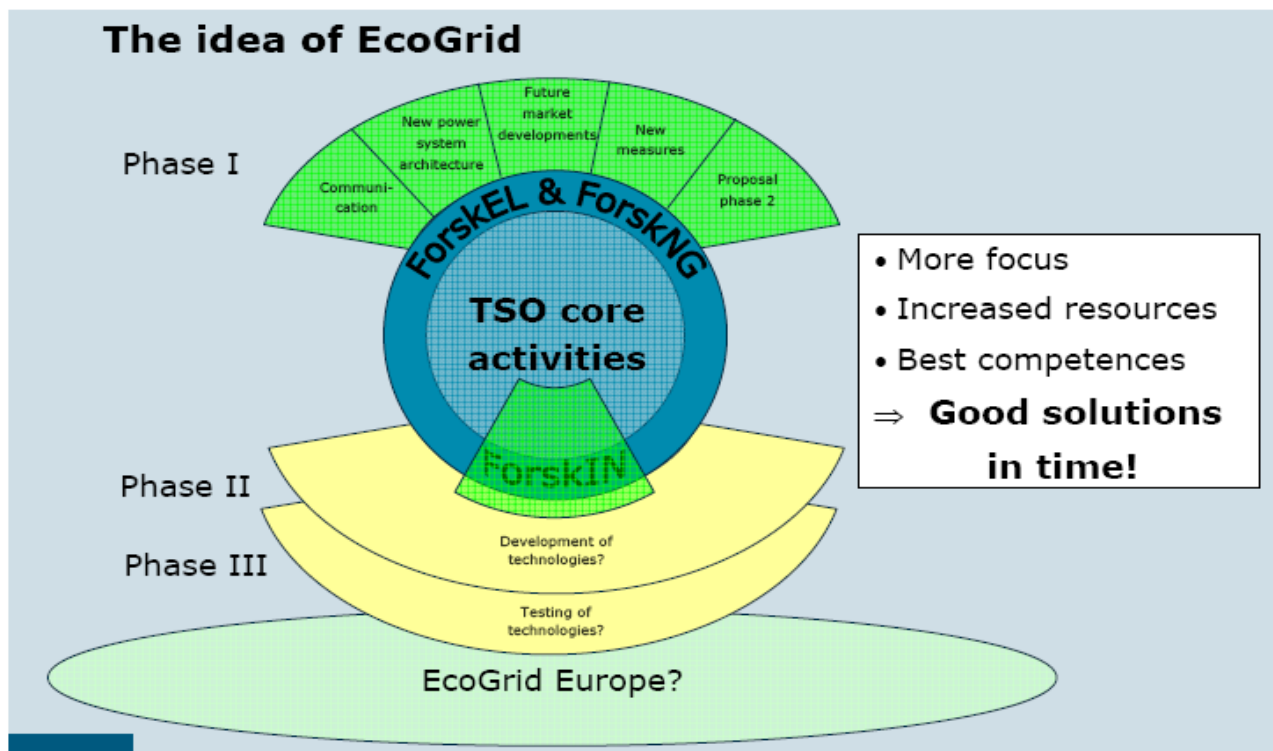 The idea of EcoGrid
Phase I
Communi-
cation
New power
system
architecture
Future
market
developments
New
measures
Proposal
phase 2
ForskEL & ForskNG
TSO core
activities
ForskIN
• More focus
• Increased resources
• Best competences
⇒ Good solutions
in time!
Phase II
Development of
technologies?
Phase III
Testing of
technologies?
EcoGrid Europe?